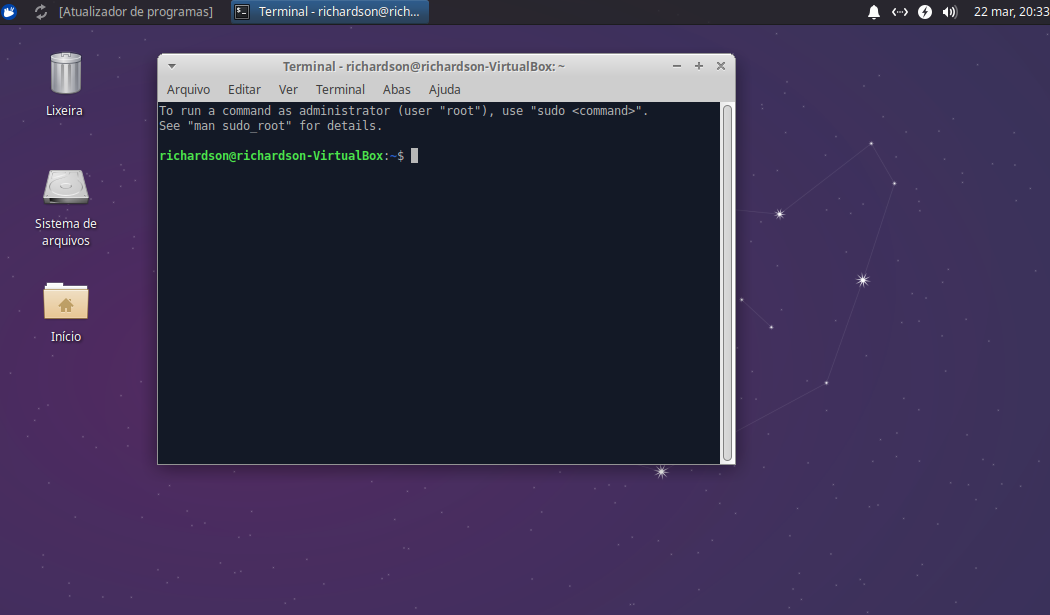 [Atualizador de programas]
Terminal - richardson@rich...
22 mar, 20:33
Lixeira
Sistema de
arquivos
Início
Terminal - richardson@richardson-VirtualBox: ~
Arquivo Editar Ver Terminal Abas Ajuda
To run a command as administrator (user "root"), use "sudo <command>".
See "man sudo_root" for details.
richardson@richardson-VirtualBox:~$